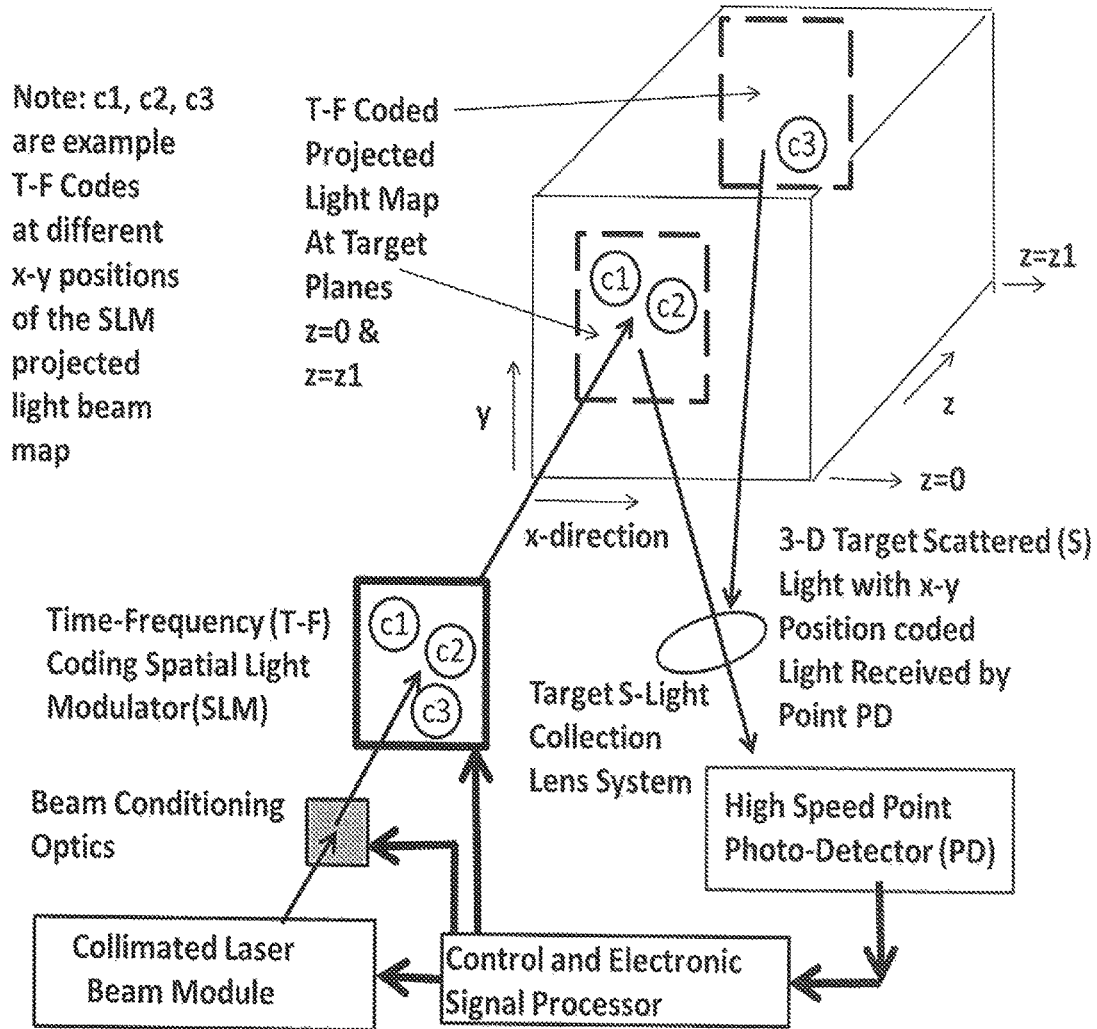 Note: c1, c2, c3
are example
T-F Codes
at different
x-y positions
of the SLM
projected
light beam
map
T-F Coded
Projected
Light Map
At Target
Planes
z=0 &
z=z1
c3
c1
c2
z=z1
z
y
z=0
x-direction
3-D Target Scattered (S)
Light with x-y
Position coded
Light Received by
Point PD
Time-Frequency (T-F)
Coding Spatial Light
Modulator(SLM)
c1
c2
c3
Target S-Light
Collection
Lens System
High Speed Point
Photo-Detector (PD)
Beam Conditioning
Optics
Collimated Laser
Beam Module
Control and Electronic
Signal Processor